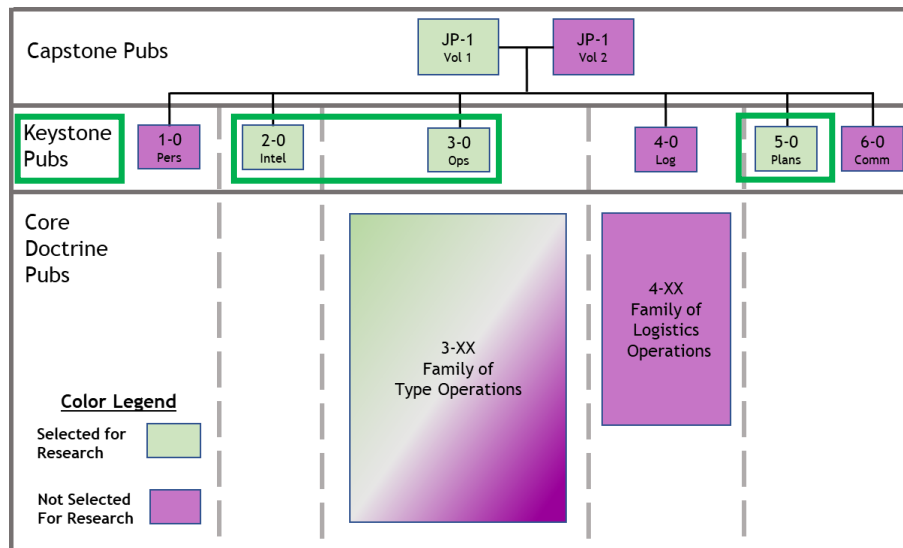 Capstone Pubs
JP-1
Vol 1
JP-1
Vol 2
Keystone
Pubs
1-0
Pers
2-0
Intel
3-0
Ops
4-0
Log
5-0
Plans
6-0
Comm
Core
Doctrine
Pubs
3-XX
Family of
Type Operations
4-XX
Family of
Logistics
Operations
Color Legend
Selected for
Research
Not Selected
For Research